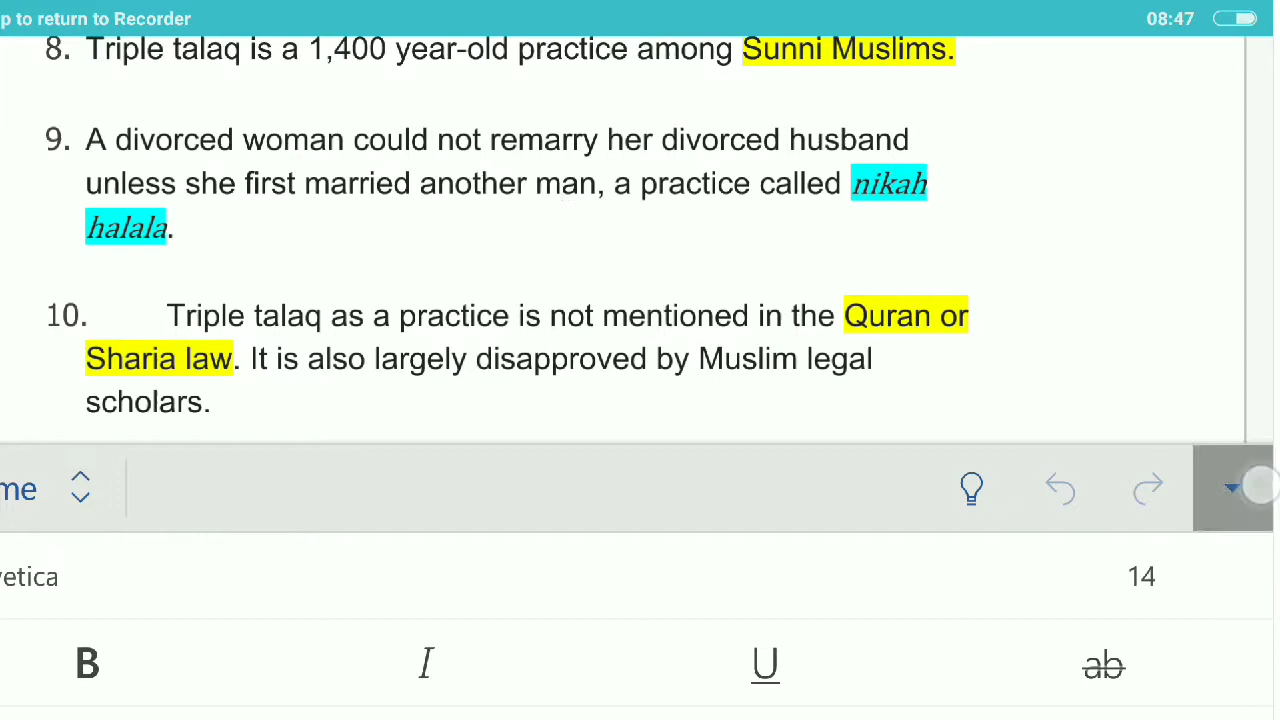 p to return to Recorder 08:47
8. Triple talaq is a 1,400 year-old practice among Sunni Muslims.
9. A divorced woman could not remarry her divorced husband
unless she first married another man, a practice called nikah
halala.
10. Triple talaq as a practice is not mentioned in the Quran or
Sharia law. It is also largely disapproved by Muslim legal
scholars.
me
etica 14
B I U ab